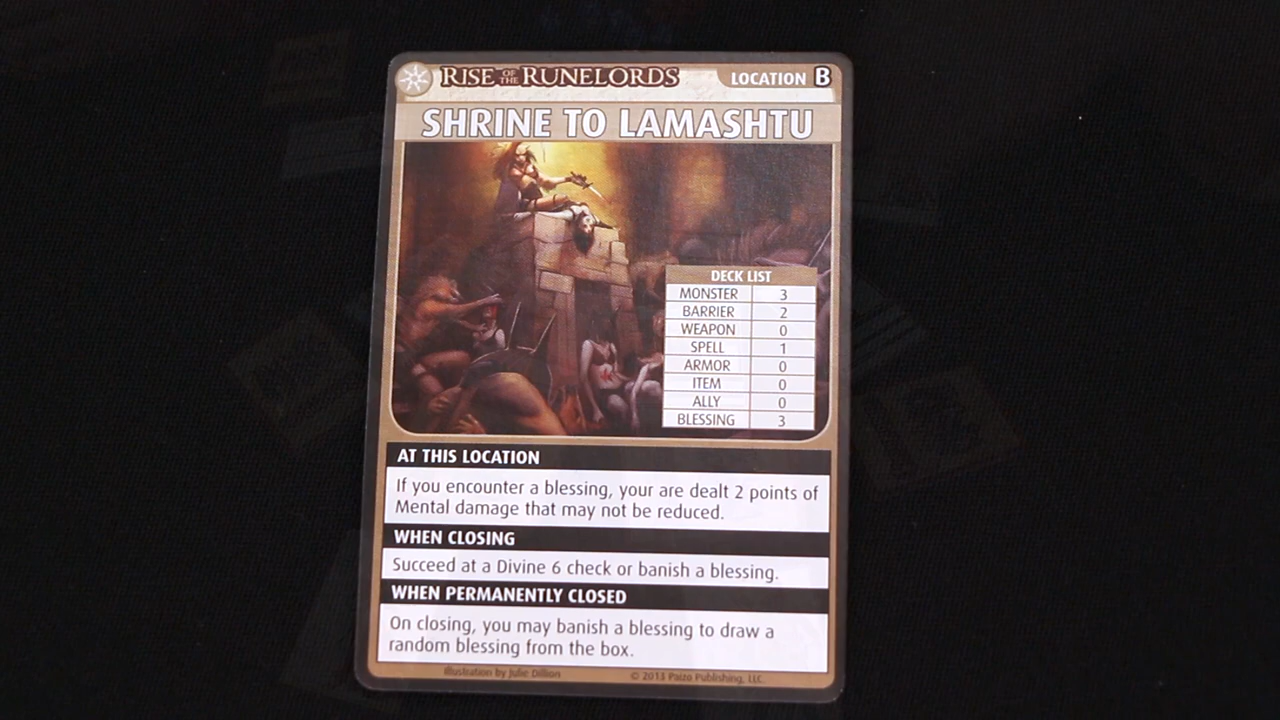 RISE OF THE RUNELORDS LOCATION B
SHRINE TO LAMASHTU
DECK LIST
MONSTER 3
BARRIER 2
WEAPON 0
SPELL 1
ARMOR 0
ITEM 0
ALLY 0
BLESSING 3
AT THIS LOCATION
If you encounter a blessing, your are dealt 2 points of
Mental damage that may not be reduced.
WHEN CLOSING
Succeed at a Divine 6 check or banish a blessing.
WHEN PERMANENTLY CLOSED
On closing, you may banish a blessing to draw a
random blessing from the box.
Illustration by Julie Dillion © 2013 Paizo Publishing, LLC.